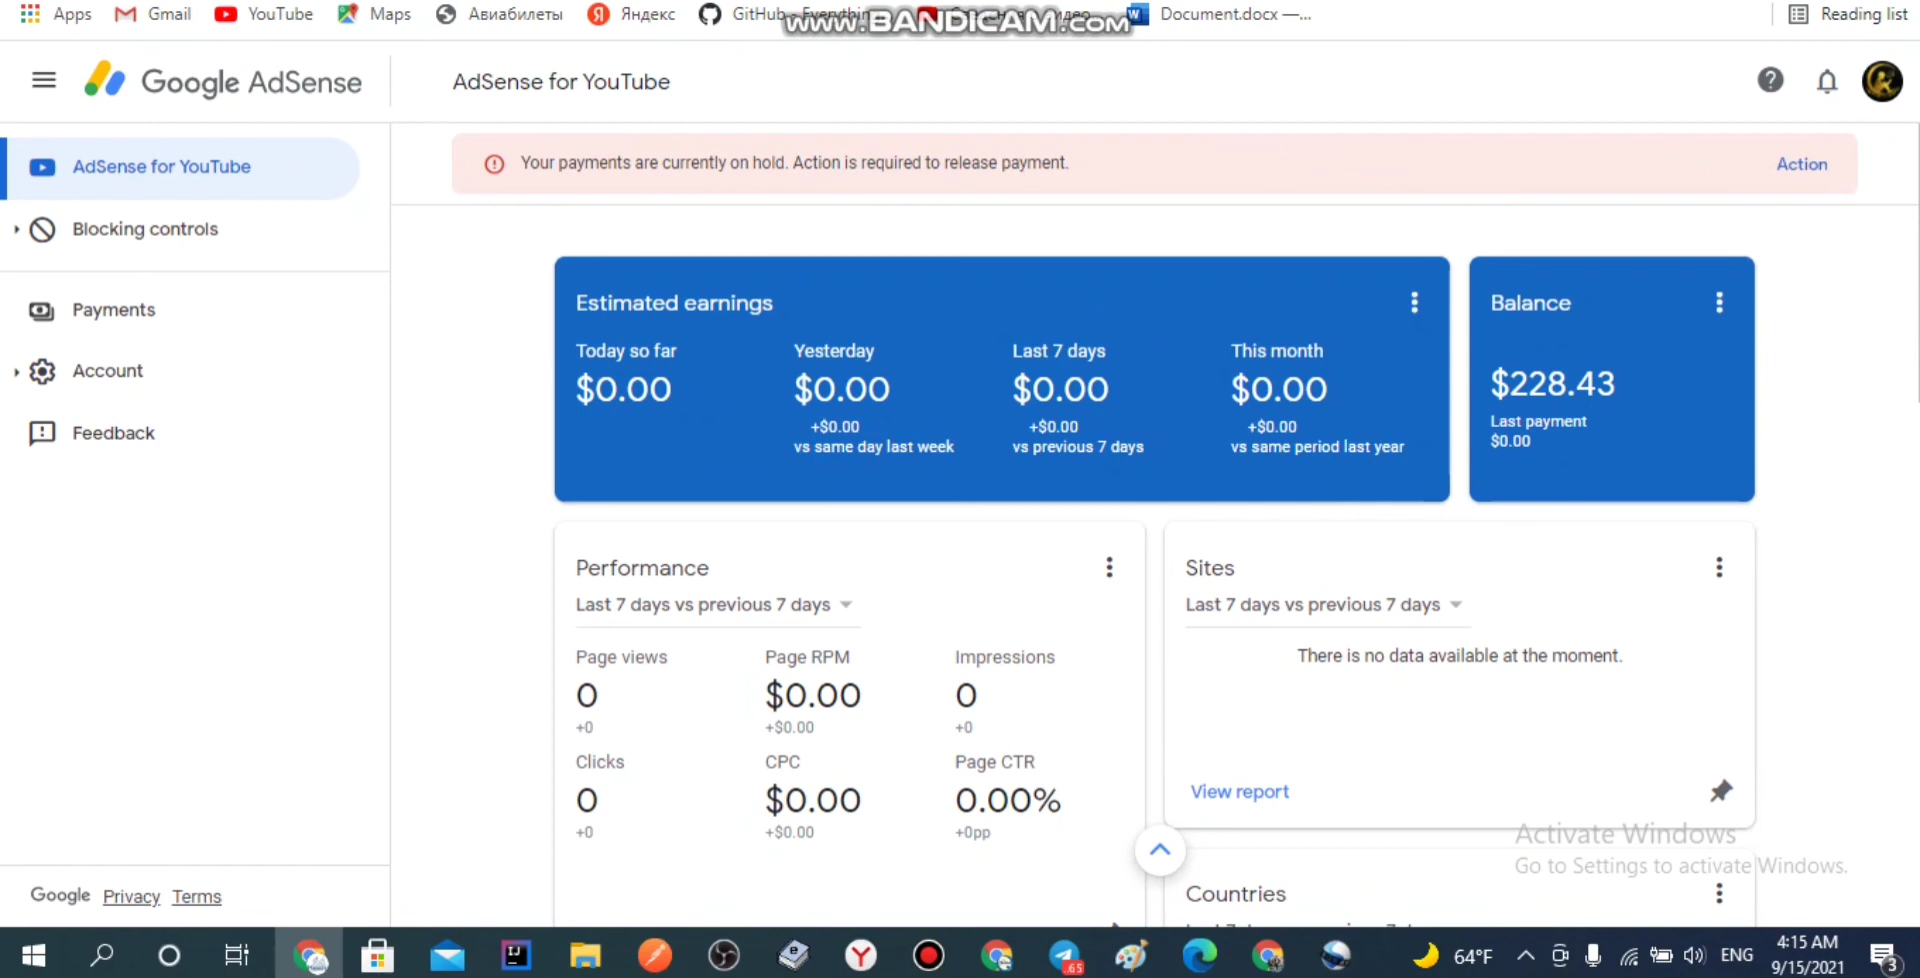 Apps Gmail YouTube Maps Авиабилеты Яндекс GitHub - Everythin Document.docx —... Reading list
www.BANDICAM.com
Google AdSense
AdSense for YouTube
AdSense for YouTube
Blocking controls
Payments
Account
Feedback
Google Privacy Terms
Your payments are currently on hold. Action is required to release payment.
Action
Estimated earnings
Today so far Yesterday Last 7 days This month
$0.00 $0.00 $0.00 $0.00
+$0.00 +$0.00 +$0.00
vs same day last week vs previous 7 days vs same period last year
Balance
$228.43
Last payment
$0.00
Performance
Last 7 days vs previous 7 days
Page views Page RPM Impressions
0 $0.00 0
+0 +$0.00 +0
Clicks CPC Page CTR
0 $0.00 0.00%
+0 +$0.00 +0pp
Sites
Last 7 days vs previous 7 days
There is no data available at the moment.
View report
Activate Windows
Go to Settings to activate Windows.
Countries
.65
64°F
ENG
4:15 AM
9/15/2021
3